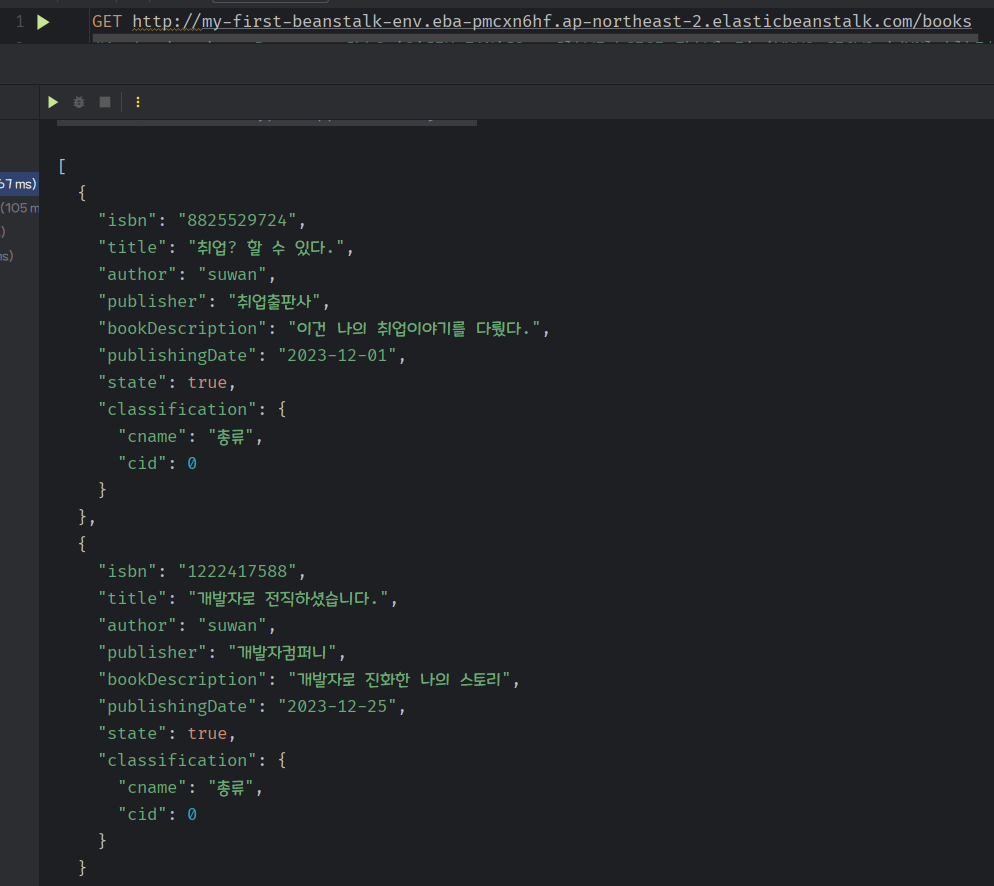 1 GET http://my-first-beanstalk-env.eba-pmcxn6hf.ap-northeast-2.elasticbeanstalk.com/books
67 ms)
(105 m
)
ms)
[
{
"isbn": "8825529724",
"title": "취업? 할 수 있다.",
"author": "suwan",
"publisher": "취업출판사",
"bookDescription": "이건 나의 취업이야기를 다뤘다.",
"publishingDate": "2023-12-01",
"state": true,
"classification": {
"cname": "총류",
"cid": 0
}
},
{
"isbn": "1222417588",
"title": "개발자로 전직하셨습니다.",
"author": "suwan",
"publisher": "개발자컴퍼니",
"bookDescription": "개발자로 진화한 나의 스토리",
"publishingDate": "2023-12-25",
"state": true,
"classification": {
"cname": "총류",
"cid": 0
}
}